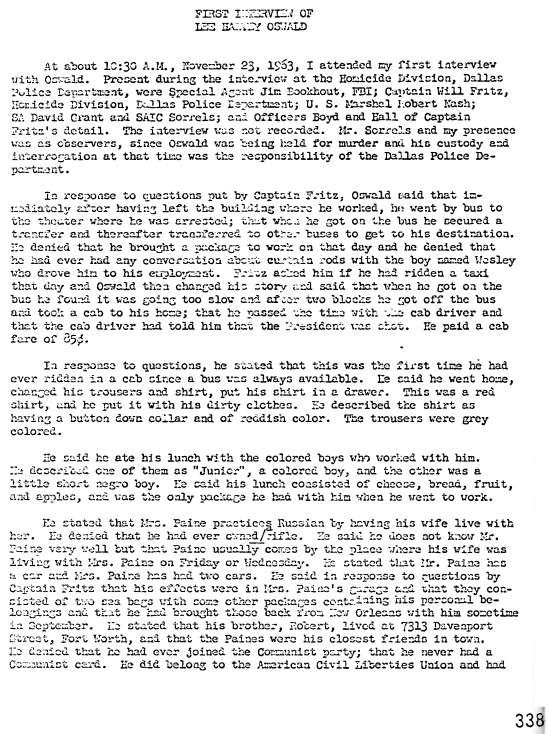 FIRST INTERVIEW OF
LEE HARVEY OSWALD
At about 10:30 A.M., November 23, 1963, I attended my first interview
with Oswald. Present during the interview at the Homicide Division, Dallas
Police Department, were Special Agent Jim Bookhout, FBI; Captain Will Fritz,
Homicide Division, Dallas Police Department; U. S. Marshal Robert Nash;
SA David Grant and SAIC Sorrels; and Officers Boyd and Hall of Captain
Fritz's detail. The interview was not recorded. Mr. Sorrels and my presence
was as observers, since Oswald was being held for murder and his custody and
interrogation at that time was the responsibility of the Dallas Police De-
partment.
In response to questions put by Captain Fritz, Oswald said that im-
mediately after having left the building where he worked, he went by bus to
the theater where he was arrested; that when he got on the bus he secured a
transfer and thereafter transferred to other buses to get to his destination.
He denied that he brought a package to work on that day and he denied that
he had ever had any conversation about curtain rods with the boy named Wesley
who drove him to his employment. Fritz asked him if he had ridden a taxi
that day and Oswald then changed his story and said that when he got on the
bus he found it was going too slow and after two blocks he got off the bus
and took a cab to his home; that he passed the time with the cab driver and
that the cab driver had told him that the President was shot. He paid a cab
fare of 85¢.
In response to questions, he stated that this was the first time he had
ever ridden in a cab since a bus was always available. He said he went home,
changed his trousers and shirt, put his shirt in a drawer. This was a red
shirt, and he put it with his dirty clothes. He described the shirt as
having a button down collar and of reddish color. The trousers were grey
colored.
He said he ate his lunch with the colored boys who worked with him.
He described one of them as "Junior", a colored boy, and the other was a
little short negro boy. He said his lunch consisted of cheese, bread, fruit,
and apples, and was the only package he had with him when he went to work.
He stated that Mrs. Paine practices Russian by having his wife live with
her. He denied that he had ever owned/a rifle. He said he does not know Mr.
Paine very well but that Paine usually comes by the place where his wife was
living with Mrs. Paine on Friday or Wednesday. He stated that Mr. Paine has
a car and Mrs. Paine has had two cars. He said in response to questions by
Captain Fritz that his effects were in Mrs. Paine's garage and that they con-
sisted of two sea bags with some other packages containing his personal be-
longings and that he had brought those back from New Orleans with him sometime
in September. He stated that his brother, Robert, lived at 7313 Davenport
Street, Fort Worth, and that the Paines were his closest friends in town.
He denied that he had ever joined the Communist party; that he never had a
Communist card. He did belong to the American Civil Liberties Union and had
338